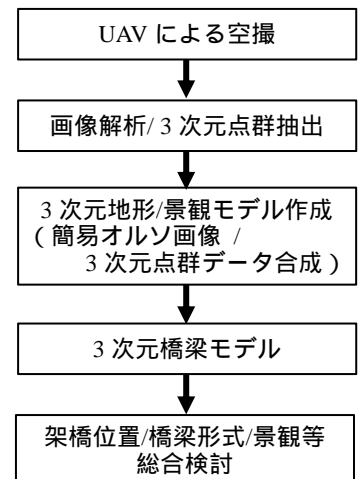 UAV による空撮
画像解析/ 3 次元点群抽出
3 次元地形/景観モデル作成
( 簡易オルソ画像 /
3 次元点群データ合成 )
3 次元橋梁モデル
架橋位置/橋梁形式/景観等
総合検討